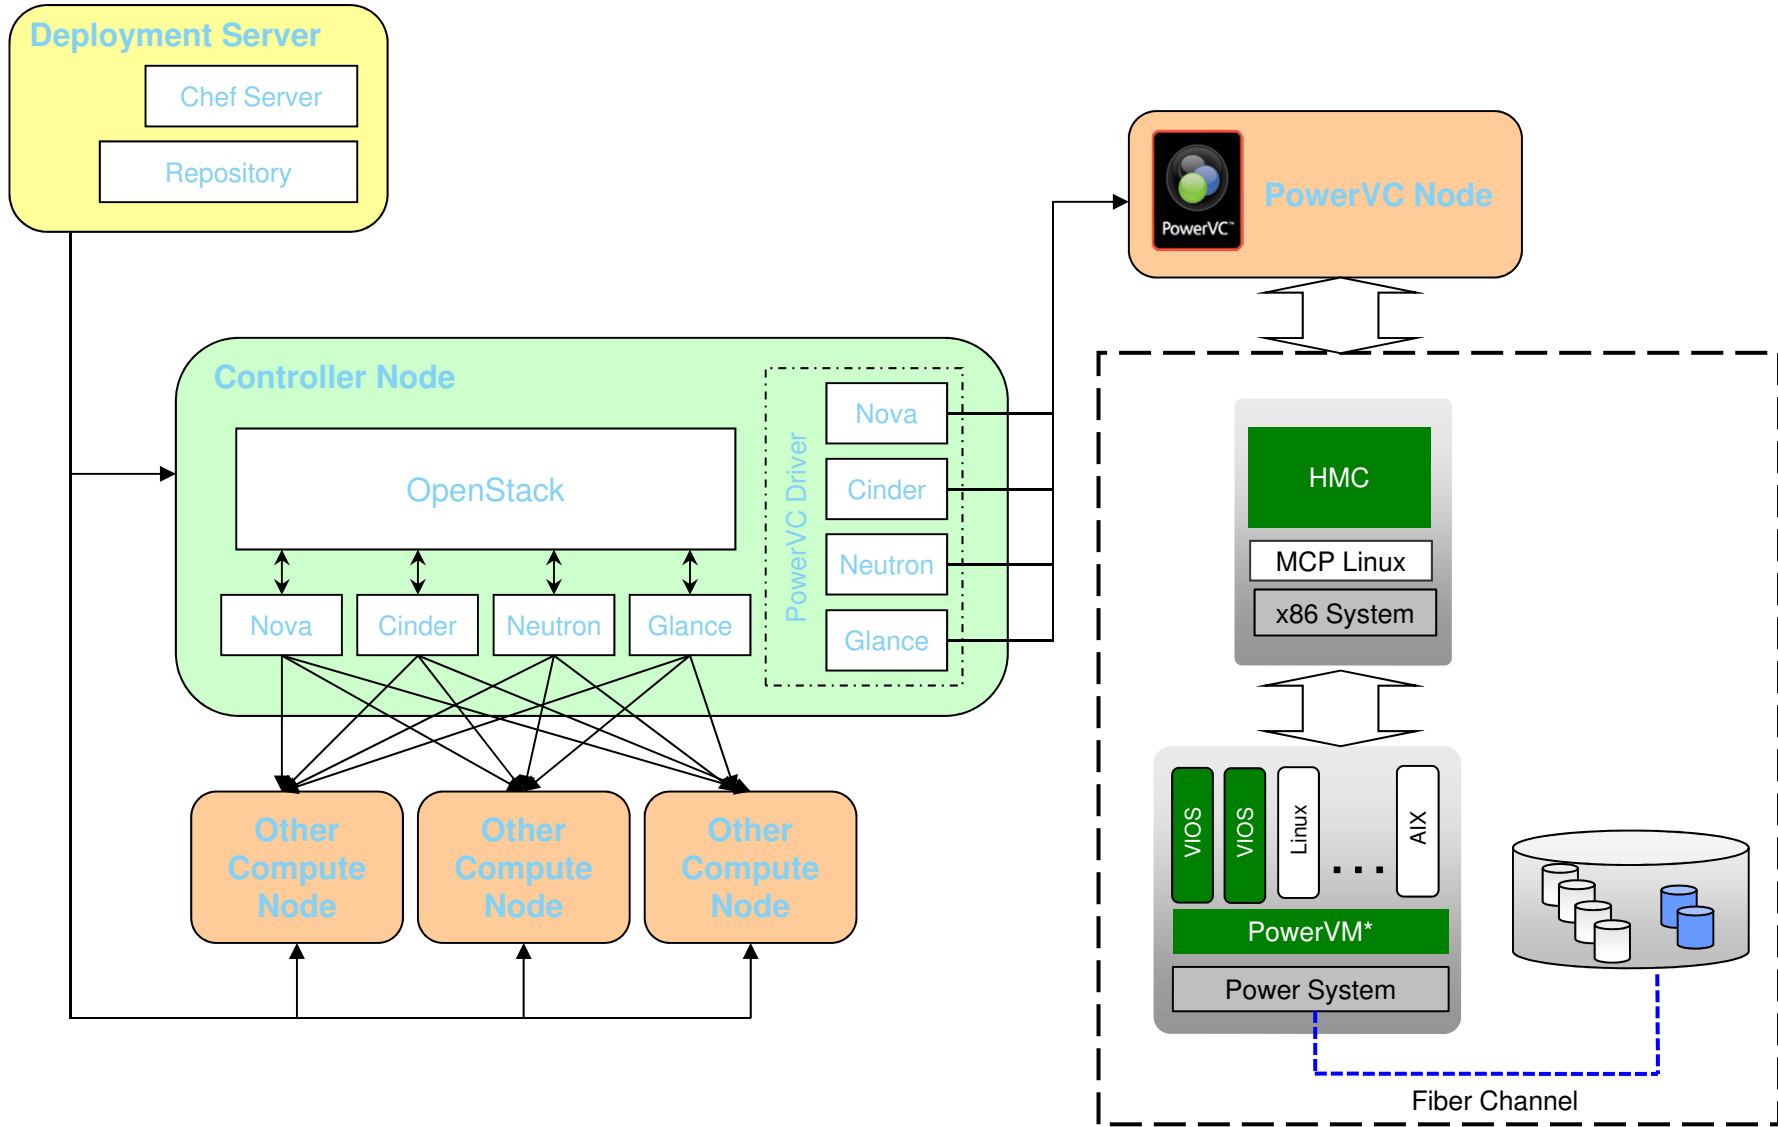 Deployment Server
Chef Server
Repository
PowerVC™
PowerVC Node
Controller Node
OpenStack
Nova
Cinder
Neutron
Glance
PowerVC Driver
Nova
Cinder
Neutron
Glance
Other
Compute
Node
Other
Compute
Node
Other
Compute
Node
HMC
MCP Linux
x86 System
VIOS
VIOS
Linux
...
AIX
PowerVM*
Power System
Fiber Channel